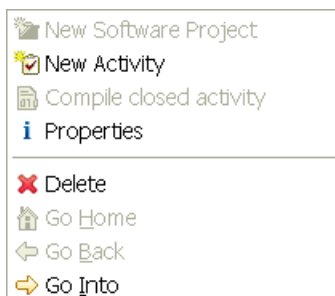 New Software Project
New Activity
Compile closed activity
Properties
Delete
Go Home
Go Back
Go Into